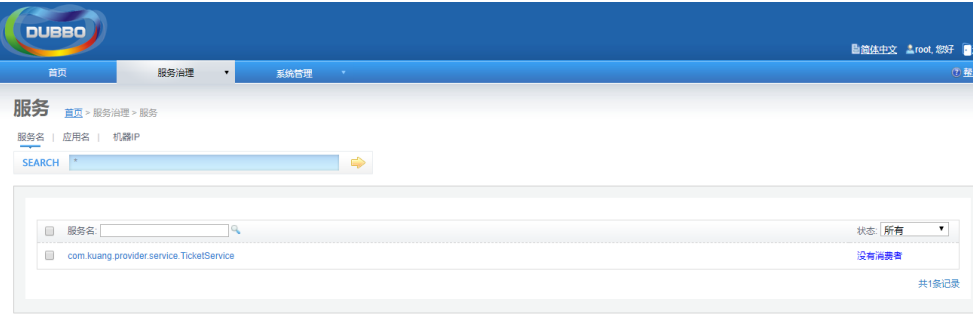 DUBBO
简体中文 root, 您好
首页 服务治理 系统管理
服务 首页 > 服务治理 > 服务
服务名 | 应用名 | 机器IP
SEARCH *
服务名: 状态: 所有
com.kuang.provider.service.TicketService 没有消费者
共1条记录